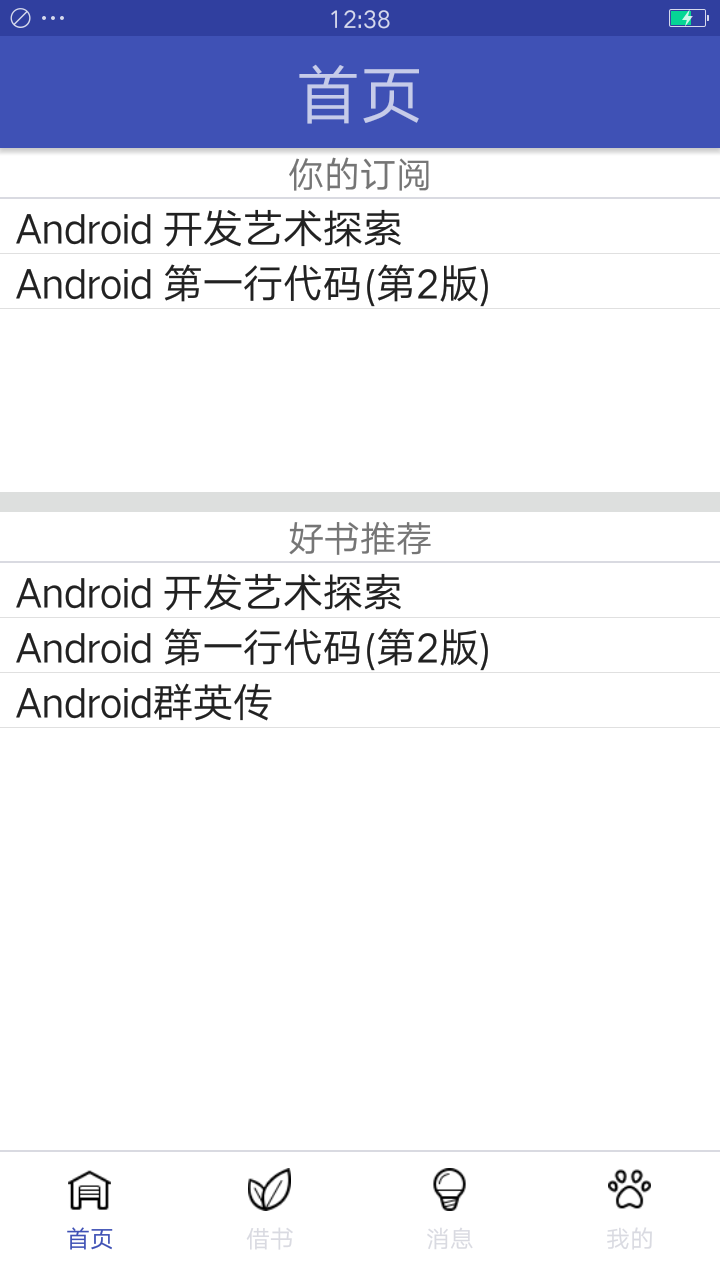 12:38
首页
你的订阅
Android 开发艺术探索
Android 第一行代码(第2版)
好书推荐
Android 开发艺术探索
Android 第一行代码(第2版)
Android群英传
首页
借书
消息
我的